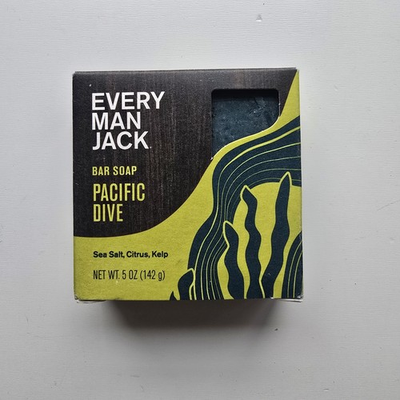 EVERY
MAN
JACK.
BAR SOAP
PACIFIC
DIVE
Sea Salt, Citrus, Kelp
NET WT. 5 OZ (142 g)